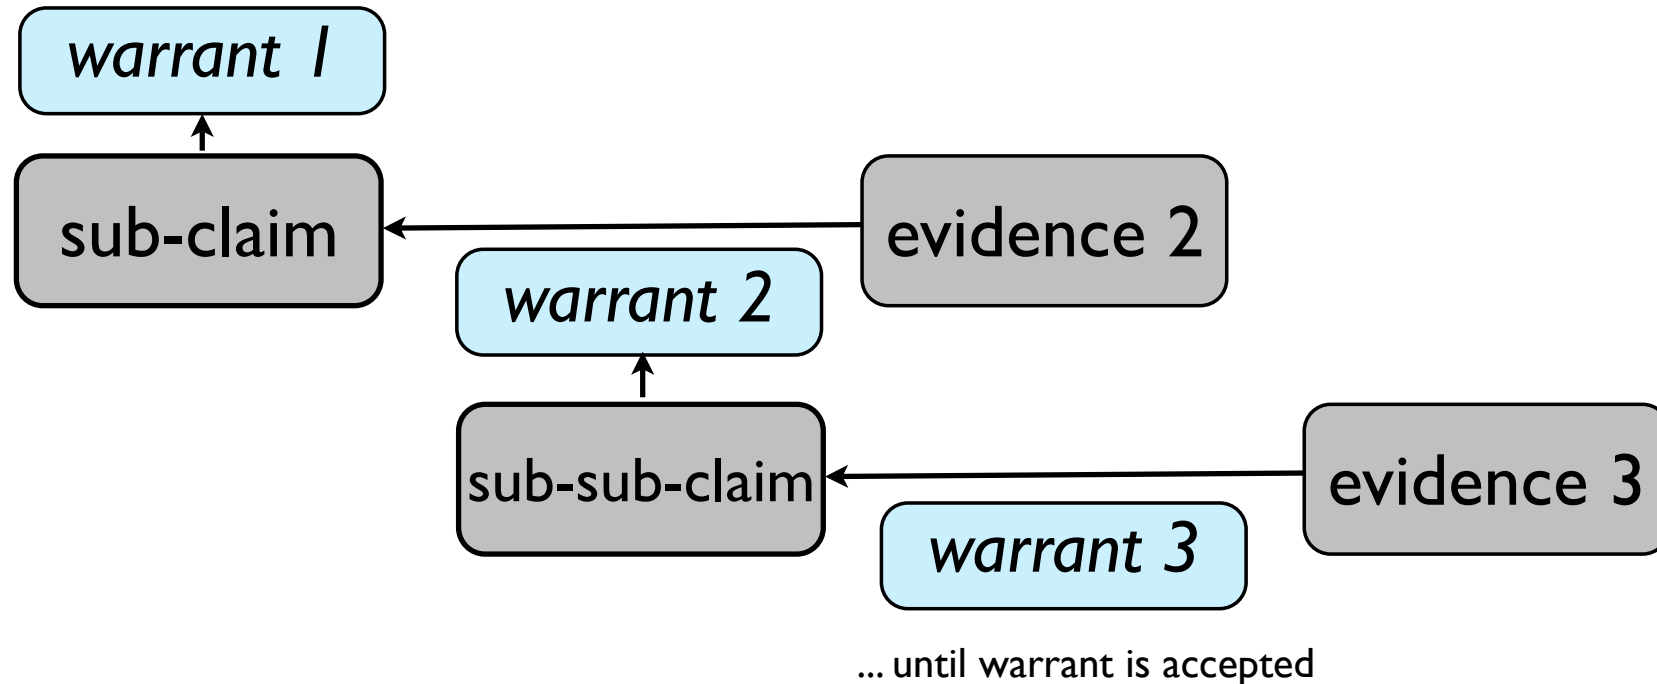 warrant 1
sub-claim
evidence 2
warrant 2
sub-sub-claim
evidence 3
warrant 3
... until warrant is accepted